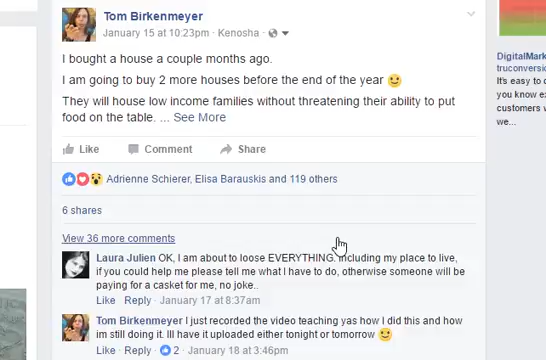 Tom Birkenmeyer
January 15 at 10:23pm · Kenosha ·
I bought a house a couple months ago.
I am going to buy 2 more houses before the end of the year
They will house low income families without threatening their ability to put
food on the table. ... See More
Like Comment Share
Adrienne Schierer, Elisa Barauskis and 119 others
6 shares
View 36 more comments
Laura Julien OK, I am about to loose EVERYTHING. including my place to live,
if you could help me please tell me what I have to do, otherwise someone will be
paying for a casket for me, no joke..
Like · Reply · January 17 at 8:37am
Tom Birkenmeyer I just recorded the video teaching yas how I did this and how
im still doing it. Ill have it uploaded either tonight or tomorrow
Like · Reply · 2 · January 18 at 3:46pm
DigitalMark
truconversion
It's easy to
you know ex
customers
we...